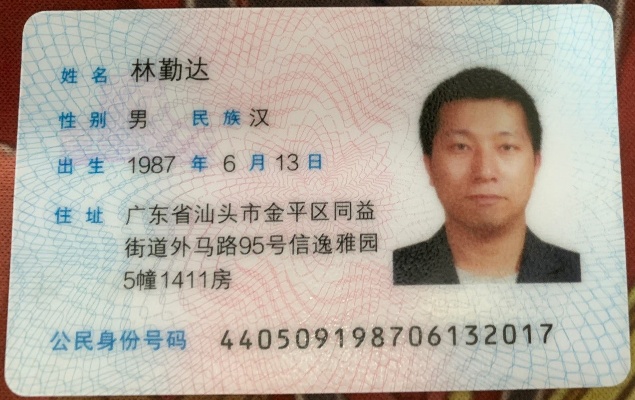 姓名 林勤达
性别 男 民族 汉
出生 1987 年 6 月 13 日
住址 广东省汕头市金平区同益
街道外马路95号信逸雅园
5幢1411房
公民身份号码 440509198706132017